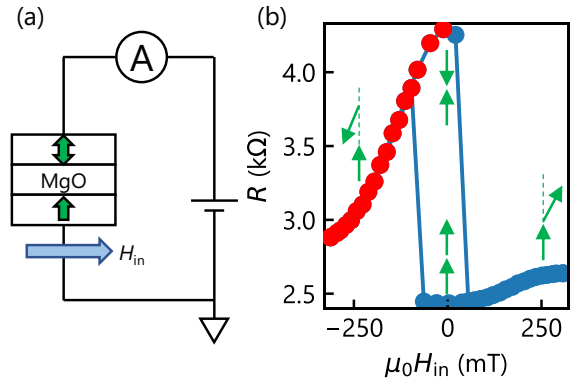 (a)
A
MgO
H_in
(b)
R (kΩ)
4.0
3.5
3.0
2.5
−250
0
250
μ₀H_in (mT)